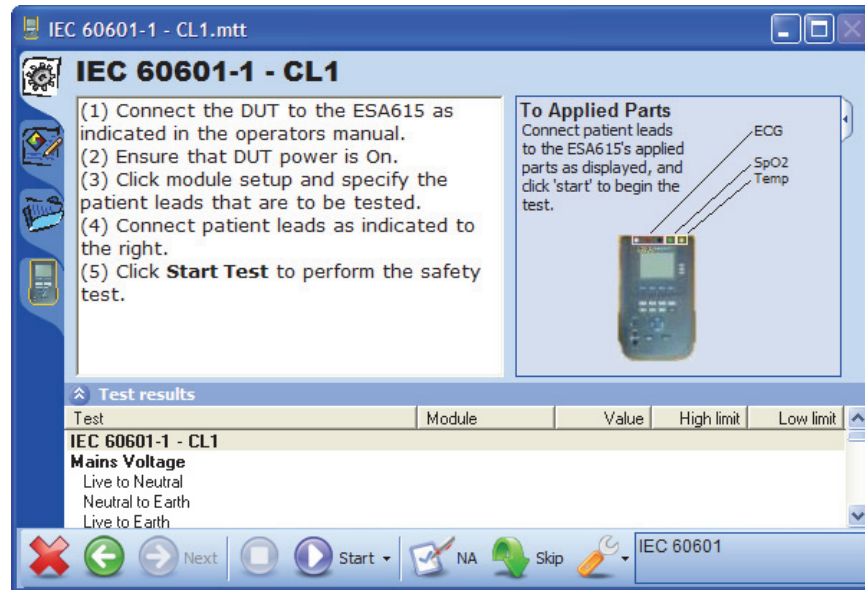 IEC 60601-1 - CL1.mtt
IEC 60601-1 - CL1
(1) Connect the DUT to the ESA615 as
indicated in the operators manual.
(2) Ensure that DUT power is On.
(3) Click module setup and specify the
patient leads that are to be tested.
(4) Connect patient leads as indicated to
the right.
(5) Click Start Test to perform the safety
test.
To Applied Parts
Connect patient leads
to the ESA615's applied
parts as displayed, and
click 'start' to begin the
test.
ECG
SpO2
Temp
Test results
Test Module Value High limit Low limit
IEC 60601-1 - CL1
Mains Voltage
Live to Neutral
Neutral to Earth
Live to Earth
Next Start NA Skip IEC 60601